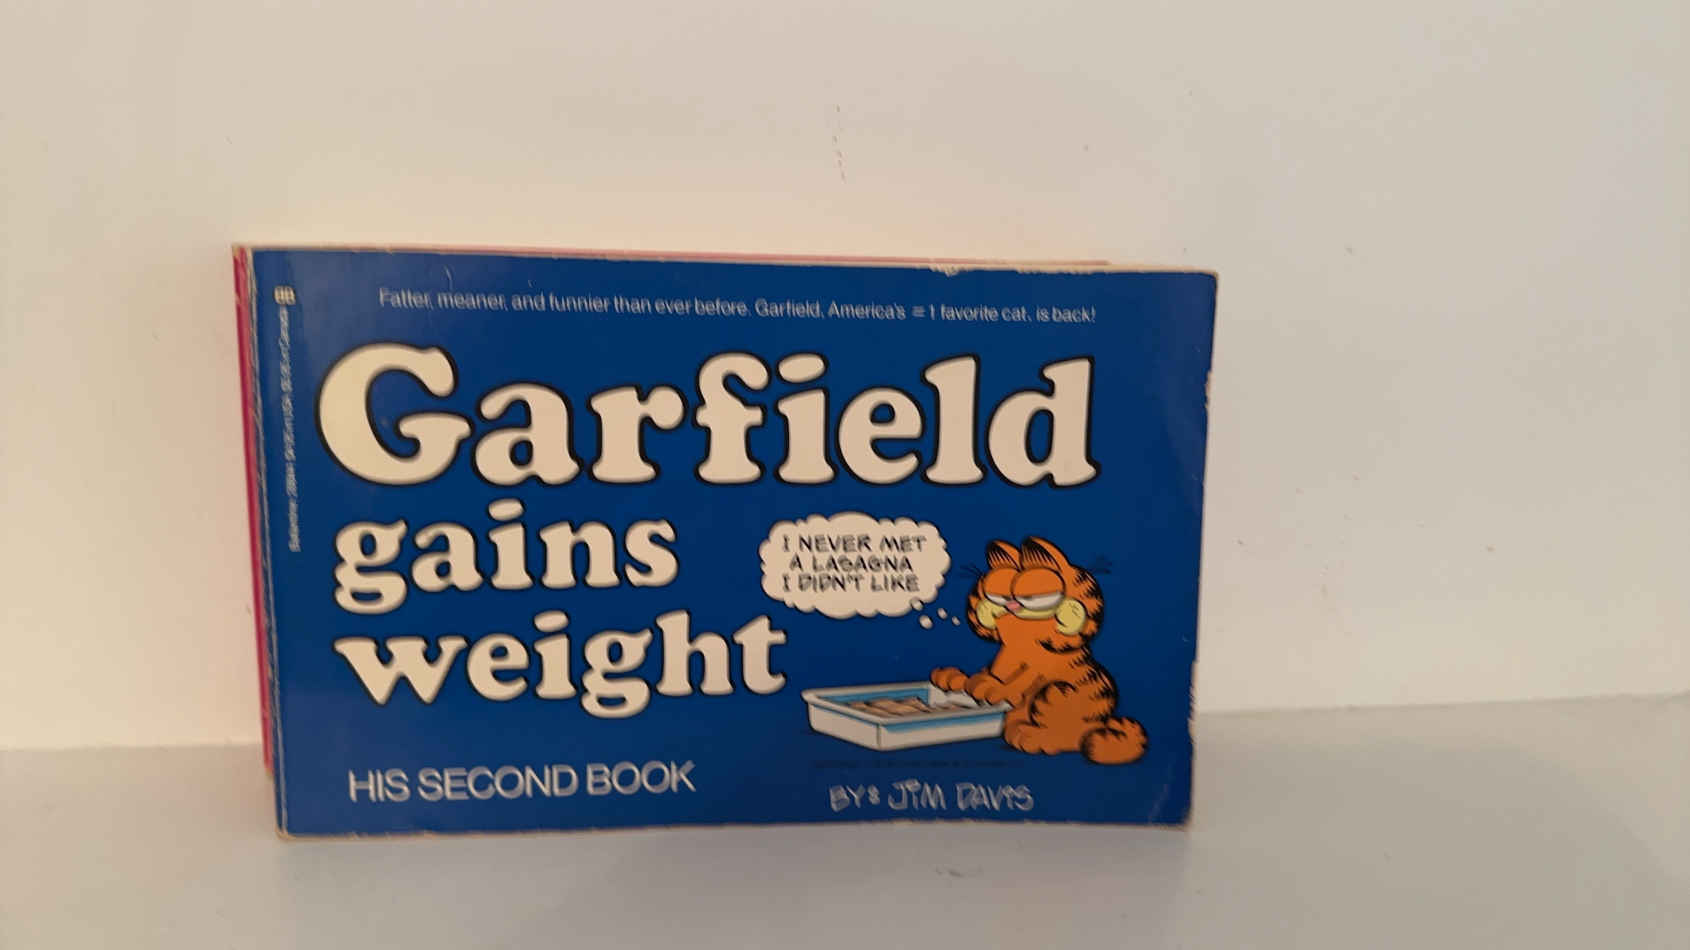 BB
Fatter, meaner, and funnier than ever before. Garfield, America's #1 favorite cat, is back!
Garfield
gains
weight
I NEVER MET
A LASAGNA
I DIDN'T LIKE
HIS SECOND BOOK
BY: JIM DAVIS